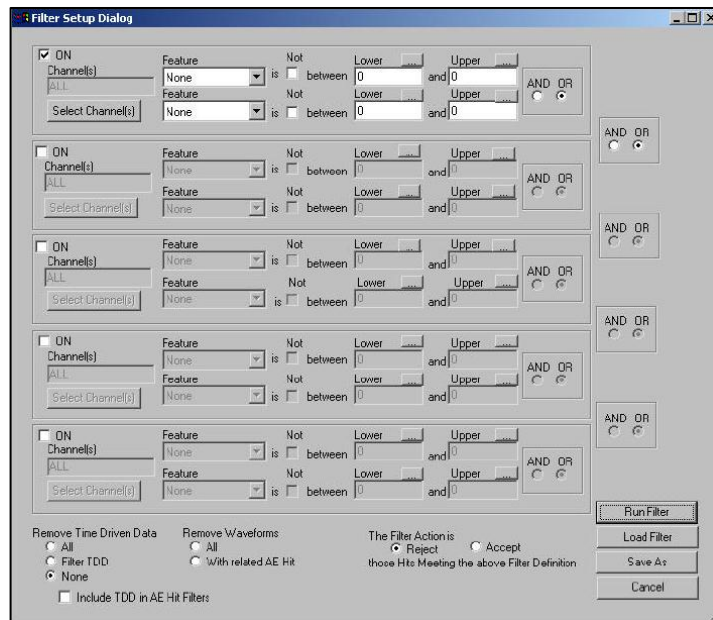 Filter Setup Dialog
ON
Channel(s)
ALL
Select Channel(s)
Feature Not Lower ... Upper ...
None is between 0 and 0
Feature Not Lower ... Upper ...
None is between 0 and 0
AND OR
AND OR
ON
Channel(s)
ALL
Select Channel(s)
Feature Not Lower ... Upper ...
None is between 0 and 0
Feature Not Lower ... Upper ...
None is between 0 and 0
AND OR
AND OR
ON
Channel(s)
ALL
Select Channel(s)
Feature Not Lower ... Upper ...
None is between 0 and 0
Feature Not Lower ... Upper ...
None is between 0 and 0
AND OR
AND OR
ON
Channel(s)
ALL
Select Channel(s)
Feature Not Lower ... Upper ...
None is between 0 and 0
Feature Not Lower ... Upper ...
None is between 0 and 0
AND OR
AND OR
ON
Channel(s)
ALL
Select Channel(s)
Feature Not Lower ... Upper ...
None is between 0 and 0
Feature Not Lower ... Upper ...
None is between 0 and 0
AND OR
Remove Time Driven Data
All
Filter TDD
None
Include TDD in AE Hit Filters
Remove Waveforms
All
With related AE Hit
The Filter Action is
Reject Accept
those Hits Meeting the above Filter Definition
Run Filter
Load Filter
Save As
Cancel